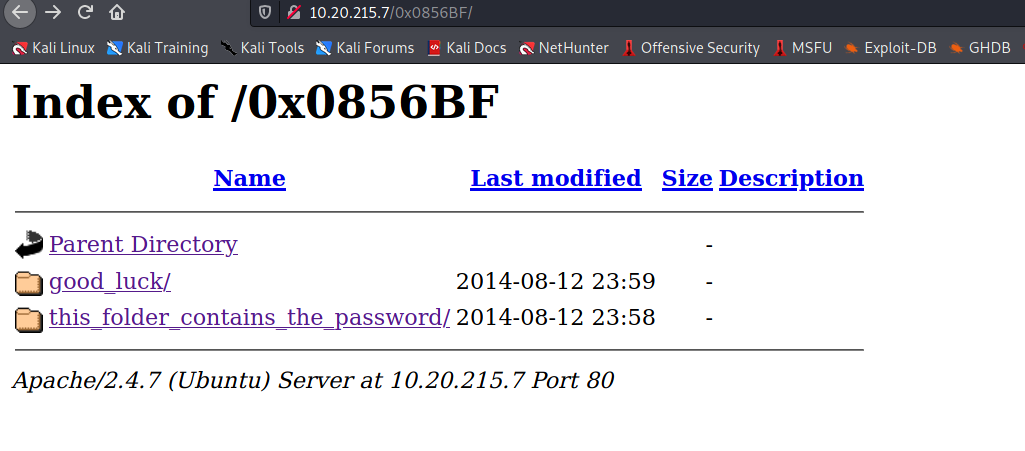 10.20.215.7/0x0856BF/
Kali Linux Kali Training Kali Tools Kali Forums Kali Docs NetHunter Offensive Security MSFU Exploit-DB GHDB
Index of /0x0856BF
Name Last modified Size Description
Parent Directory -
good_luck/ 2014-08-12 23:59 -
this_folder_contains_the_password/ 2014-08-12 23:58 -
Apache/2.4.7 (Ubuntu) Server at 10.20.215.7 Port 80